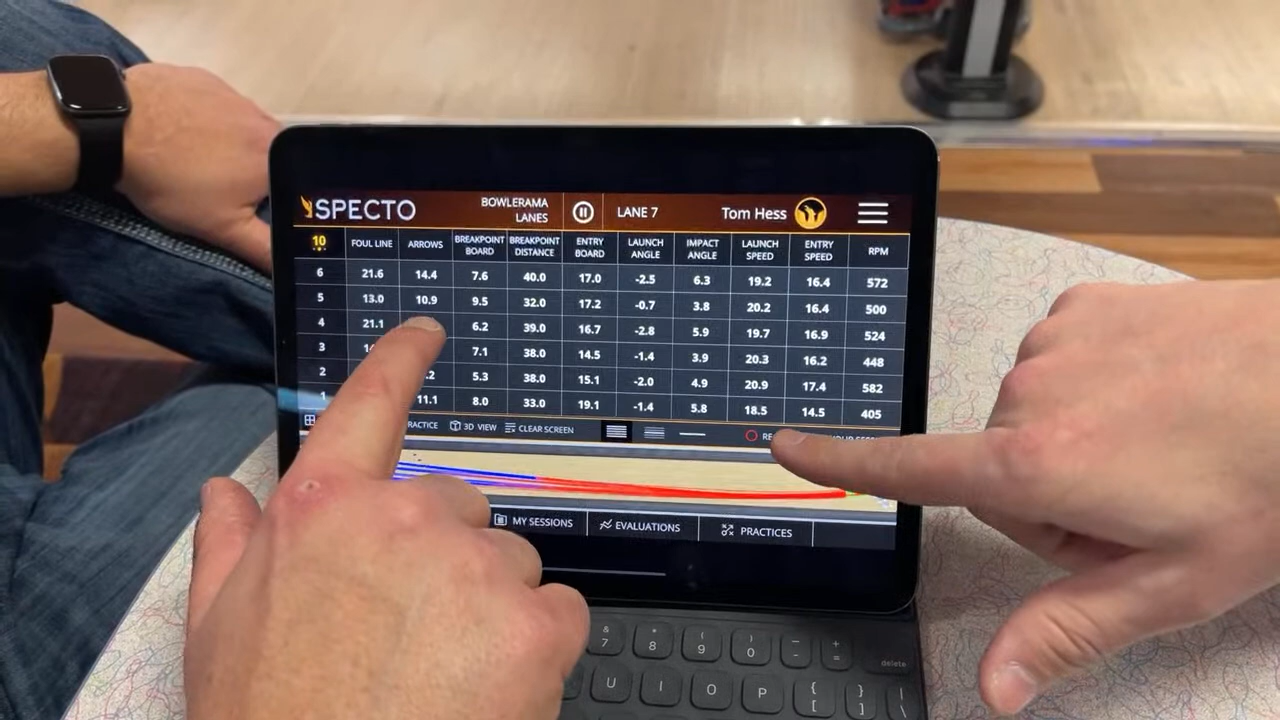 SPECTO BOWLERAMA LANES LANE 7 Tom Hess
10 FOUL LINE ARROWS BREAKPOINT BOARD BREAKPOINT DISTANCE ENTRY BOARD LAUNCH ANGLE IMPACT ANGLE LAUNCH SPEED ENTRY SPEED RPM
6 21.6 14.4 7.6 40.0 17.0 -2.5 6.3 19.2 16.4 572
5 13.0 10.9 9.5 32.0 17.2 -0.7 3.8 20.2 16.4 500
4 21.1 6.2 39.0 16.7 -2.8 5.9 19.7 16.9 524
3 7.1 38.0 14.5 -1.4 3.9 20.3 16.2 448
2 5.3 38.0 15.1 -2.0 4.9 20.9 17.4 582
1 11.1 8.0 33.0 19.1 -1.4 5.8 18.5 14.5 405
3D VIEW CLEAR SCREEN
MY SESSIONS EVALUATIONS PRACTICES
& * ( ) − +
7 8 9 0 - = delete
U I O P { [ } ] | \